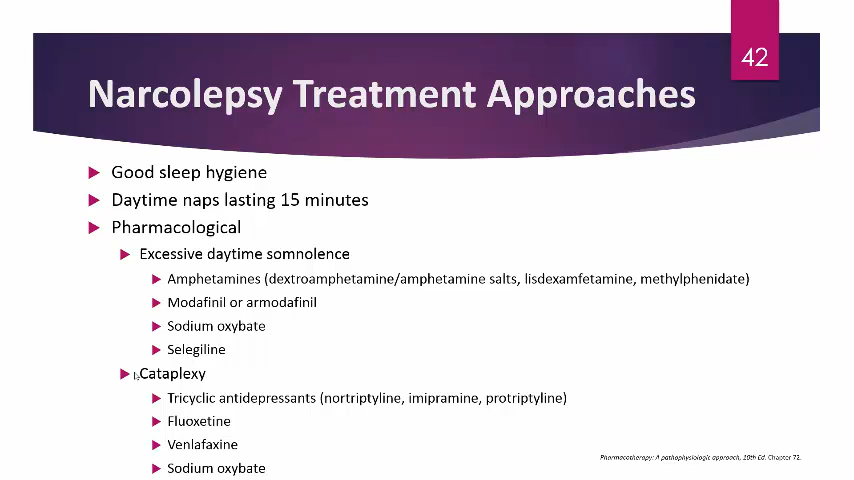 42
Narcolepsy Treatment Approaches
Good sleep hygiene
Daytime naps lasting 15 minutes
Pharmacological
Excessive daytime somnolence
Amphetamines (dextroamphetamine/amphetamine salts, lisdexamfetamine, methylphenidate)
Modafinil or armodafinil
Sodium oxybate
Selegiline
Cataplexy
Tricyclic antidepressants (nortriptyline, imipramine, protriptyline)
Fluoxetine
Venlafaxine
Sodium oxybate
Pharmacotherapy: A pathophysiologic approach, 10th Ed. Chapter 72.